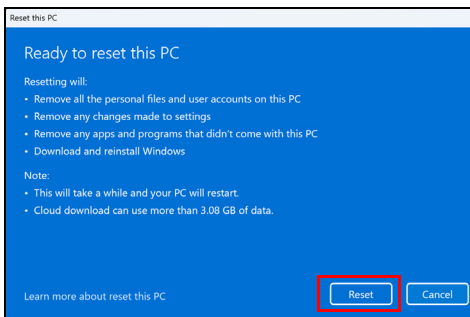 Reset this PC
Ready to reset this PC
Resetting will:
• Remove all the personal files and user accounts on this PC
• Remove any changes made to settings
• Remove any apps and programs that didn't come with this PC
• Download and reinstall Windows
Note:
• This will take a while and your PC will restart.
• Cloud download can use more than 3.08 GB of data.
Learn more about reset this PC
Reset
Cancel